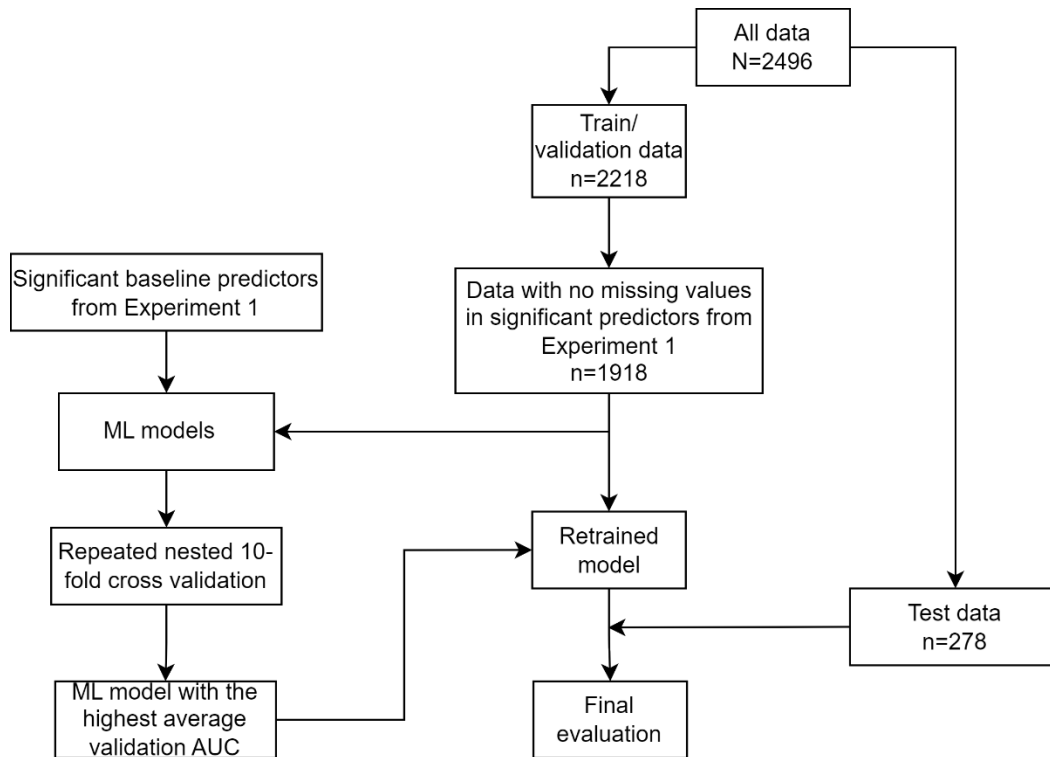 All data
N=2496
Train/
validation data
n=2218
Significant baseline predictors
from Experiment 1
Data with no missing values
in significant predictors from
Experiment 1
n=1918
ML models
Repeated nested 10-
fold cross validation
Retrained
model
Test data
n=278
ML model with the
highest average
validation AUC
Final
evaluation